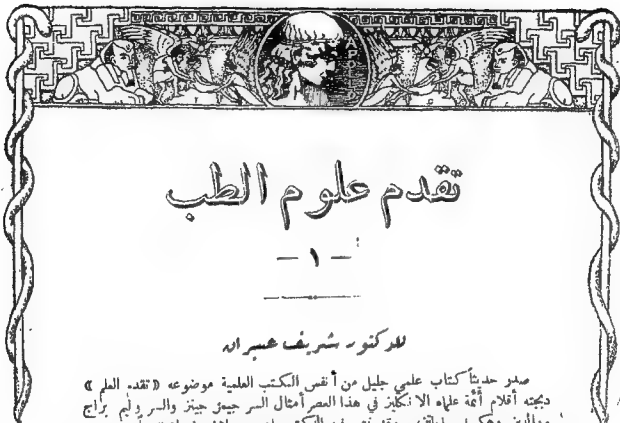 تقدم علوم الطب
— ١ —
للدكتور شريف عسيران
صدر حديثاً كتاب علمي جليل من أنفس الكتب العلمية موضوعه « تقدم العلم »
دبجته أقلام أئمة علماء الانكليز في هذا العصر أمثال السر جيمز جينز والسر وليم براج